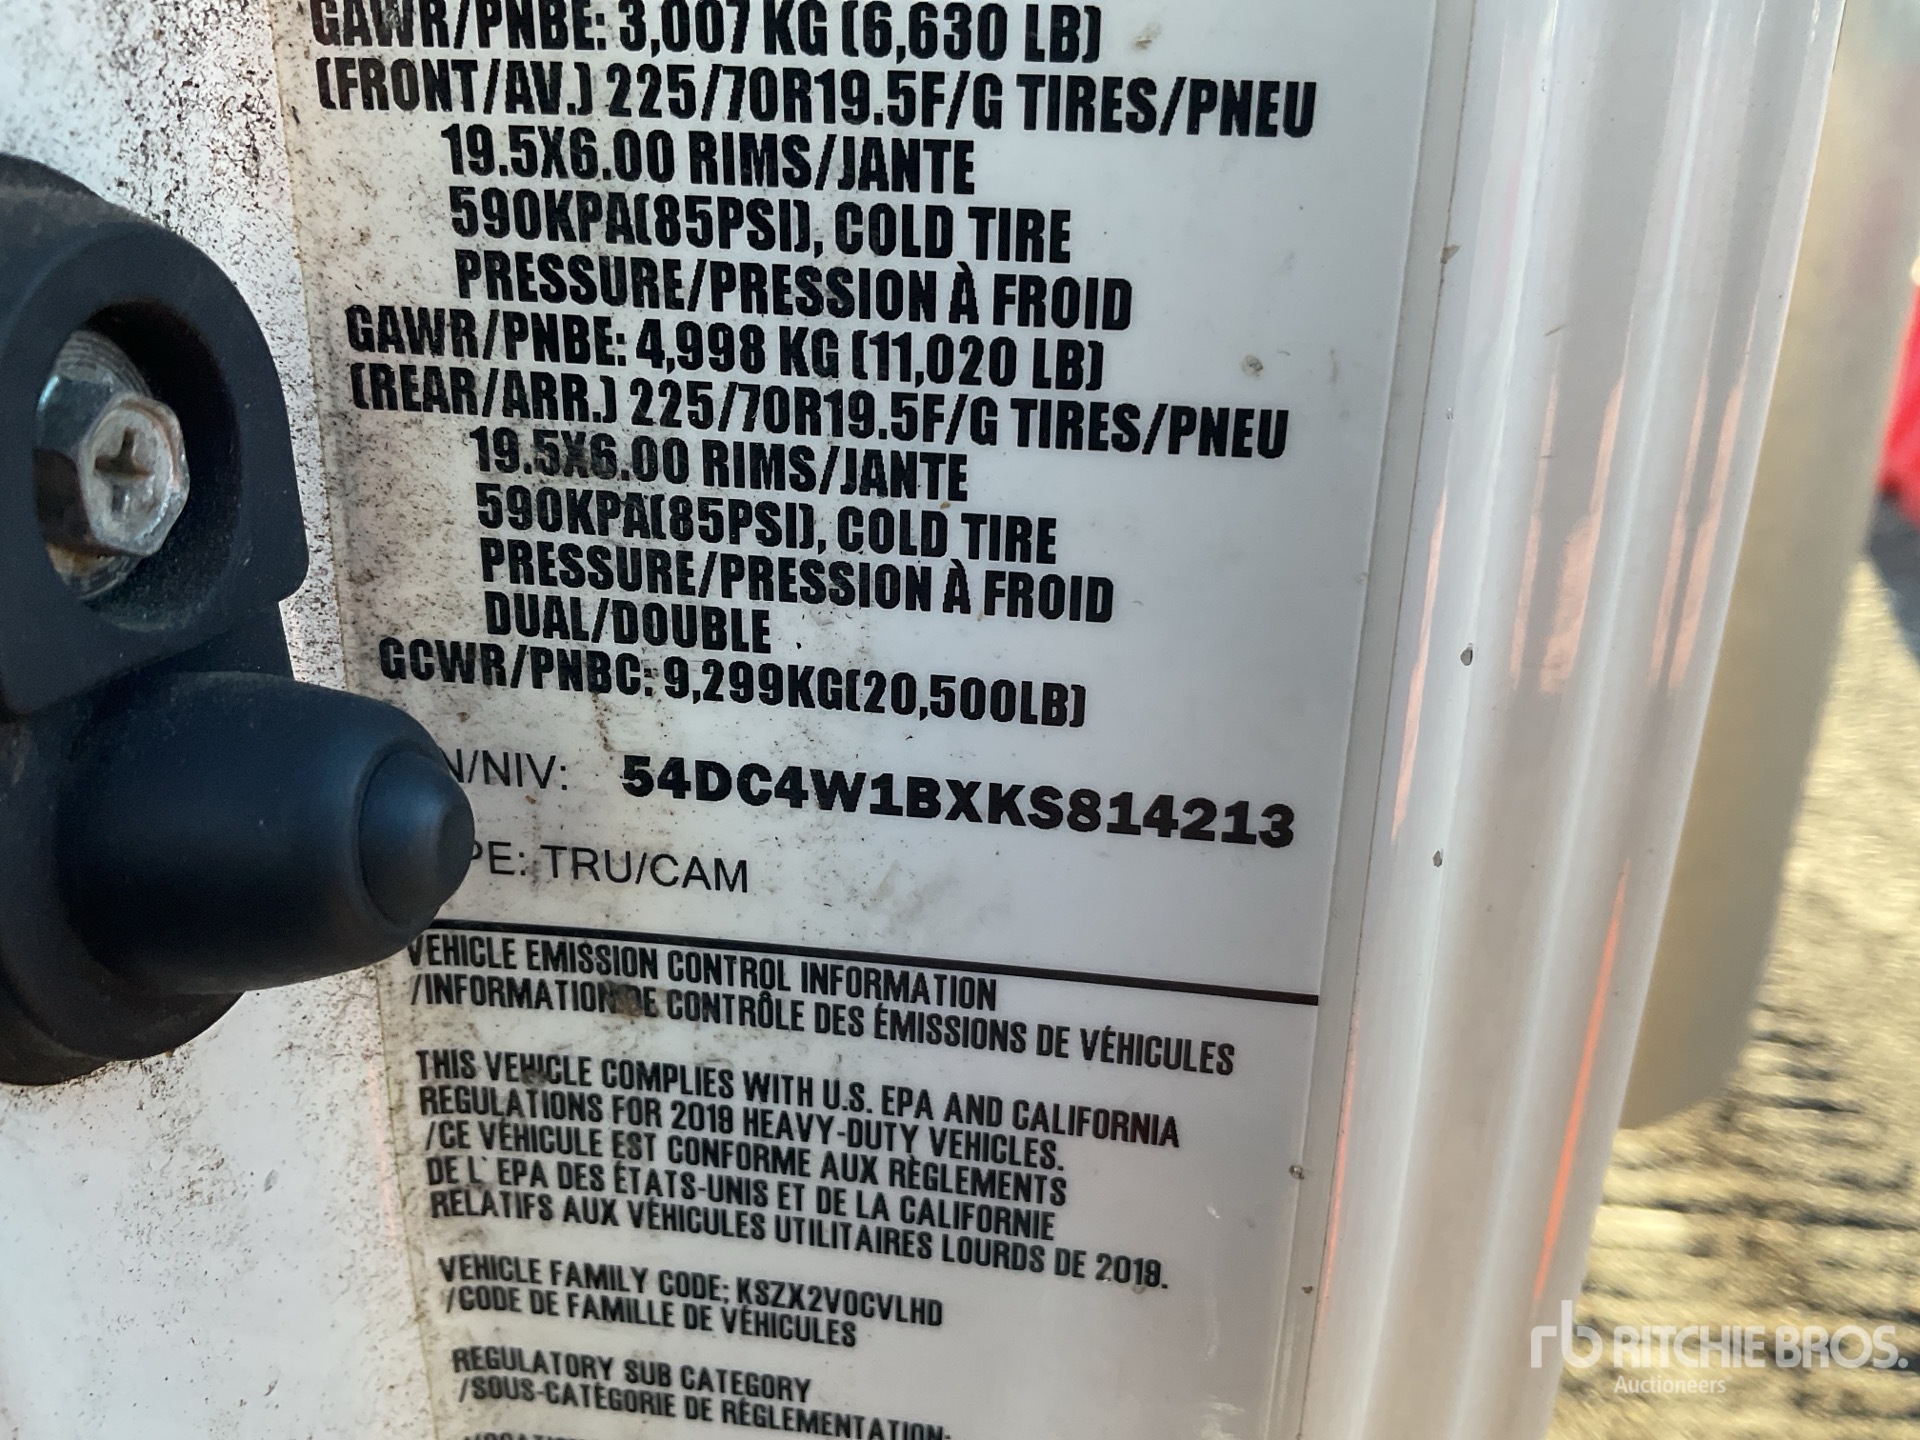 GAWR/PNBE: 3,007 KG (6,630 LB)
(FRONT/AV.) 225/70R19.5F/G TIRES/PNEU
19.5X6.00 RIMS/JANTE
590KPA(85PSI), COLD TIRE
PRESSURE/PRESSION À FROID
GAWR/PNBE: 4,998 KG (11,020 LB)
(REAR/ARR.) 225/70R19.5F/G TIRES/PNEU
19.5X6.00 RIMS/JANTE
590KPA(85PSI), COLD TIRE
PRESSURE/PRESSION À FROID
DUAL/DOUBLE
GCWR/PNBC: 9,299KG(20,500LB)
N/NIV: 54DC4W1BXKS814213
PE: TRU/CAM
VEHICLE EMISSION CONTROL INFORMATION
/INFORMATION DE CONTRÔLE DES ÉMISSIONS DE VÉHICULES
THIS VEHICLE COMPLIES WITH U.S. EPA AND CALIFORNIA
REGULATIONS FOR 2019 HEAVY-DUTY VEHICLES.
/CE VÉHICULE EST CONFORME AUX RÈGLEMENTS
DE L'EPA DES ÉTATS-UNIS ET DE LA CALIFORNIE
RELATIFS AUX VÉHICULES UTILITAIRES LOURDS DE 2019.
VEHICLE FAMILY CODE; KSZX2VOCVLHD
/CODE DE FAMILLE DE VÉHICULES
REGULATORY SUB CATEGORY
/SOUS-CATÉGORIE DE RÉGLEMENTATION:
rb RITCHIE BROS.
Auctioneers